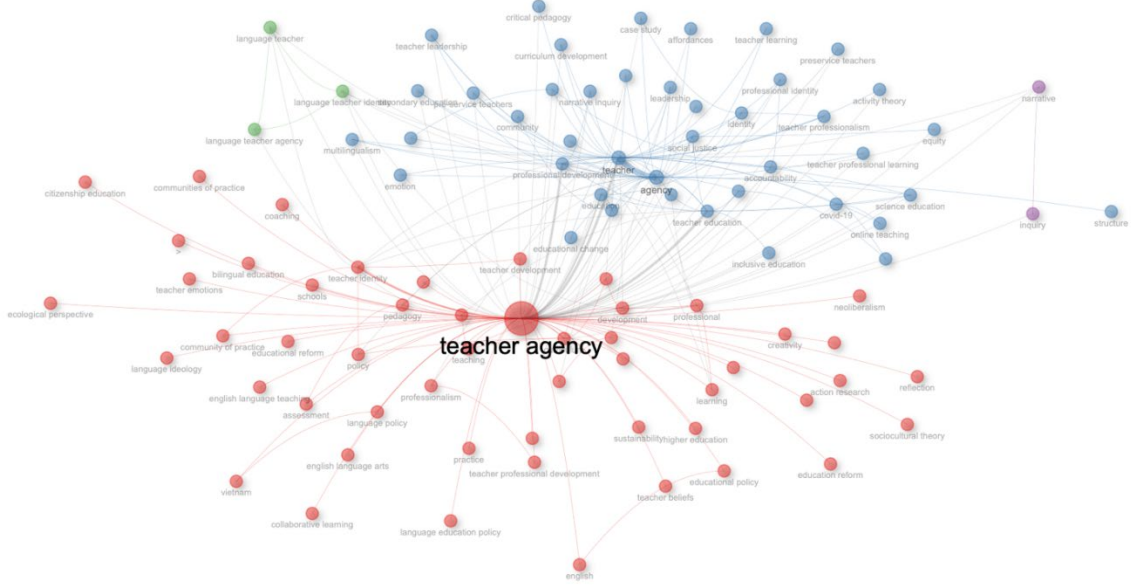 critical pedagogy
case study
language teacher
affordances
teacher learning
teacher leadership
curriculum development
preservice teachers
narrative
language teacher identity
secondary education
pre-service teachers
narrative inquiry
leadership
professional identity
activity theory
community
identity
teacher professionalism
language teacher agency
multilingualism
social justice
equity
teacher professional learning
professional development
teacher
accountability
emotion
agency
citizenship education
communities of practice
education
science education
coaching
teacher education
covid-19
inquiry
structure
online teaching
educational change
inclusive education
teacher development
bilingual education
teacher identity
teacher emotions
schools
ecological perspective
pedagogy
development
professional
neoliberalism
community of practice
educational reform
teacher agency
creativity
language ideology
policy
teaching
english language teaching
professionalism
learning
action research
reflection
assessment
language policy
sustainability
higher education
sociocultural theory
english language arts
practice
teacher professional development
education reform
vietnam
educational policy
teacher beliefs
collaborative learning
language education policy
english